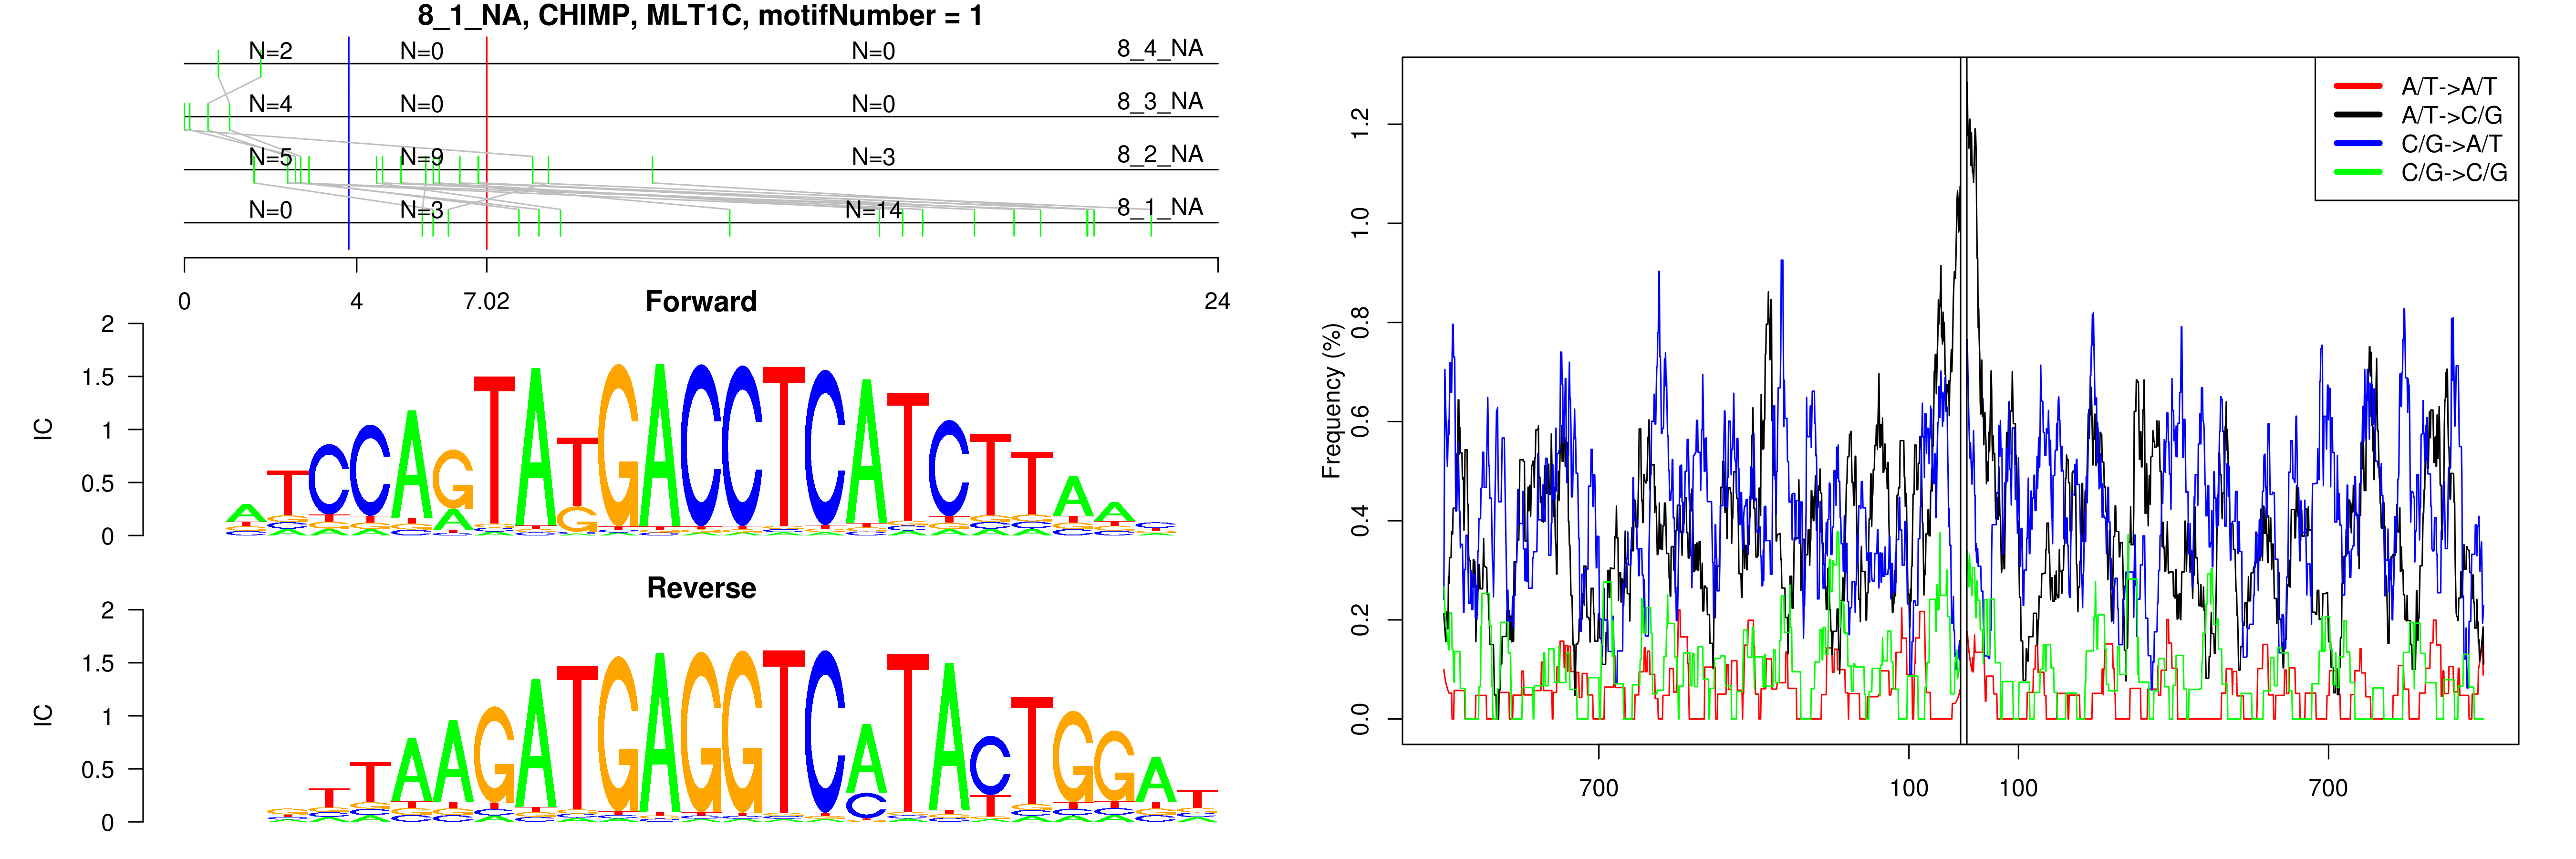 8_1_NA, CHIMP, MLT1C, motifNumber = 1
N=2 N=0 N=0 8_4_NA
N=4 N=0 N=0 8_3_NA
N=5 N=9 N=3 8_2_NA
N=0 N=3 N=14 8_1_NA
0 4 7.02 24
Forward
IC
2
1.5
1
0.5
0
ATCCAGTATGACCTCATCTTAA
Reverse
IC
2
1.5
1
0.5
0
TTAAGATGAGGTCATACTGGAT
Frequency (%)
1.2
1.0
0.8
0.6
0.4
0.2
0.0
700 100 100 700
A/T->A/T
A/T->C/G
C/G->A/T
C/G->C/G